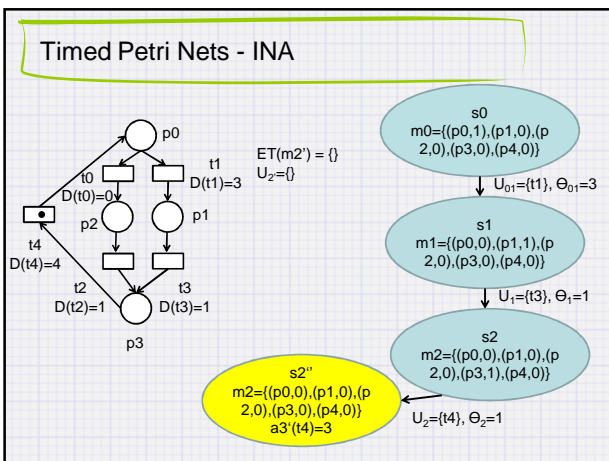 Timed Petri Nets - INA
p0
t0
D(t0)=0
t1
D(t1)=3
p2
p1
t4
D(t4)=4
t2
D(t2)=1
t3
D(t3)=1
p3
ET(m2') = {}
U2'={}
s0
m0={(p0,1),(p1,0),(p
2,0),(p3,0),(p4,0)}
U01={t1}, ϴ01=3
s1
m1={(p0,0),(p1,1),(p
2,0),(p3,0),(p4,0)}
U1={t3}, ϴ1=1
s2
m2={(p0,0),(p1,0),(p
2,0),(p3,1),(p4,0)}
U2={t4}, ϴ2=1
s2‘’
m2={(p0,0),(p1,0),(p
2,0),(p3,0),(p4,0)}
a3‘(t4)=3